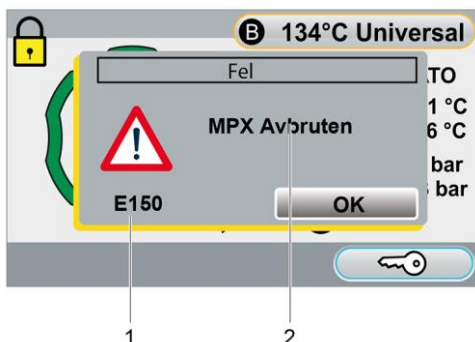 B 134°C Universal
Fel
TO
MPX Avbruten
1 °C
6 °C
bar
bar
E150
OK
1
2